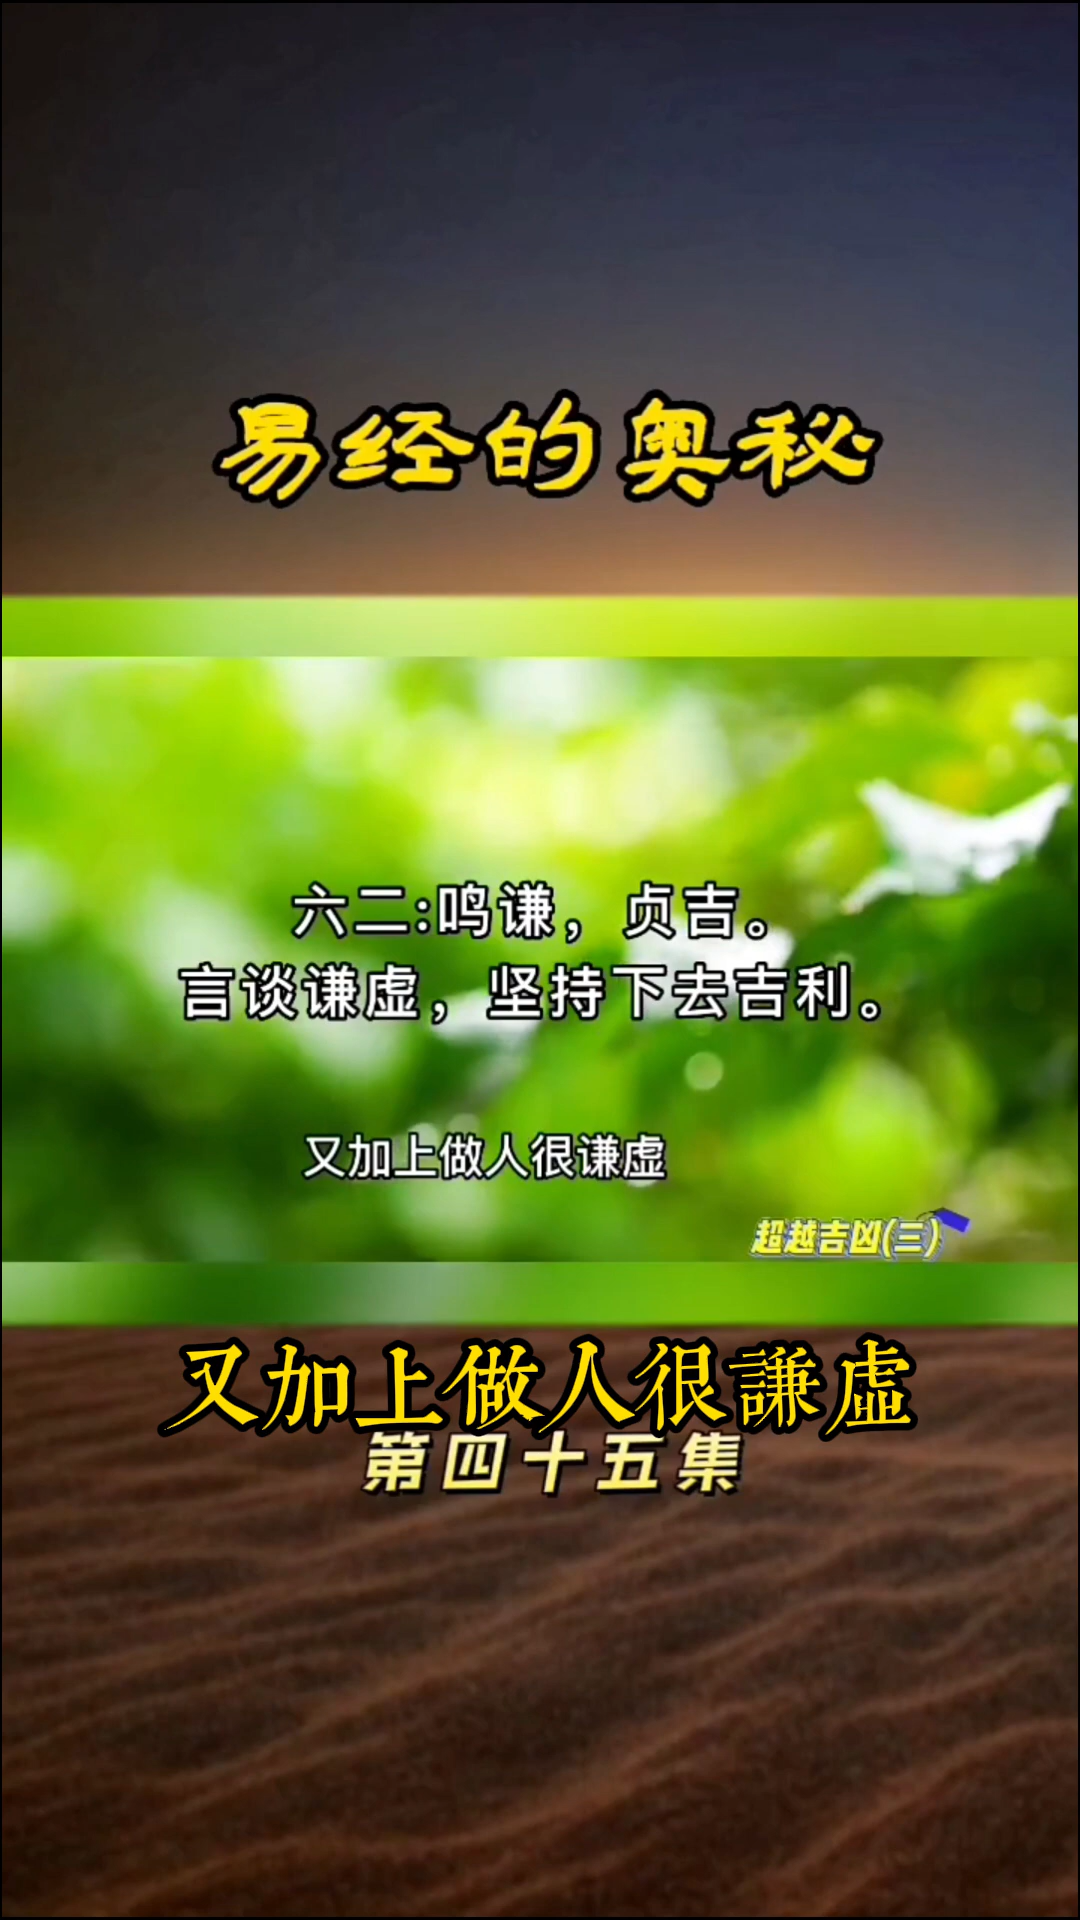 易经的奥秘
六二:鸣谦，贞吉。
言谈谦虚，坚持下去吉利。
又加上做人很谦虚
超越吉凶(三)
又加上做人很謙虛
第四十五集